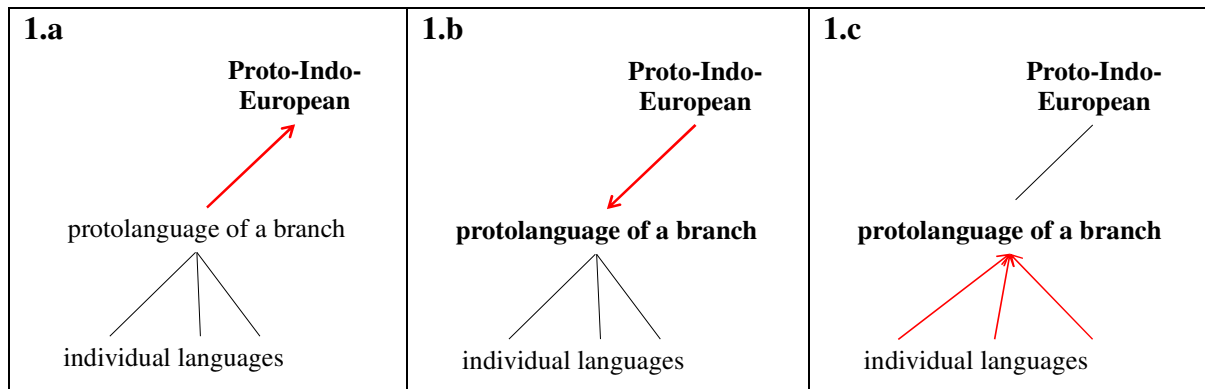 1.a
Proto-Indo-
European
protolanguage of a branch
individual languages
1.b
Proto-Indo-
European
protolanguage of a branch
individual languages
1.c
Proto-Indo-
European
protolanguage of a branch
individual languages